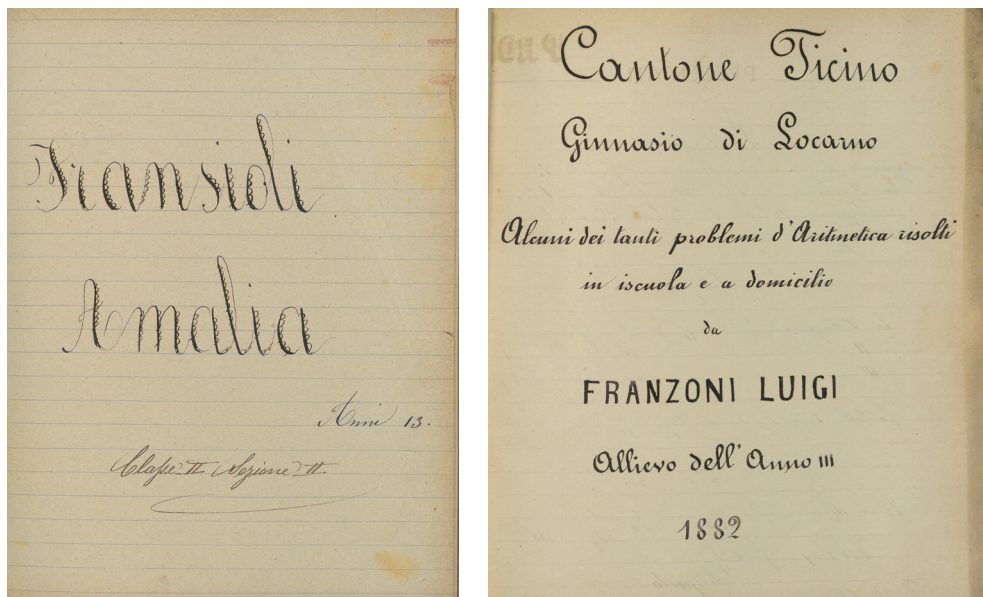 Fransioli
Amalia
Anni 13.
Classe II Sezione II.
Cantone Ticino
Ginnasio di Locarno
Alcuni dei tanti problemi d'Aritmetica risolti
in iscuola e a domicilio
da
FRANZONI LUIGI
Allievo dell'Anno III
1882